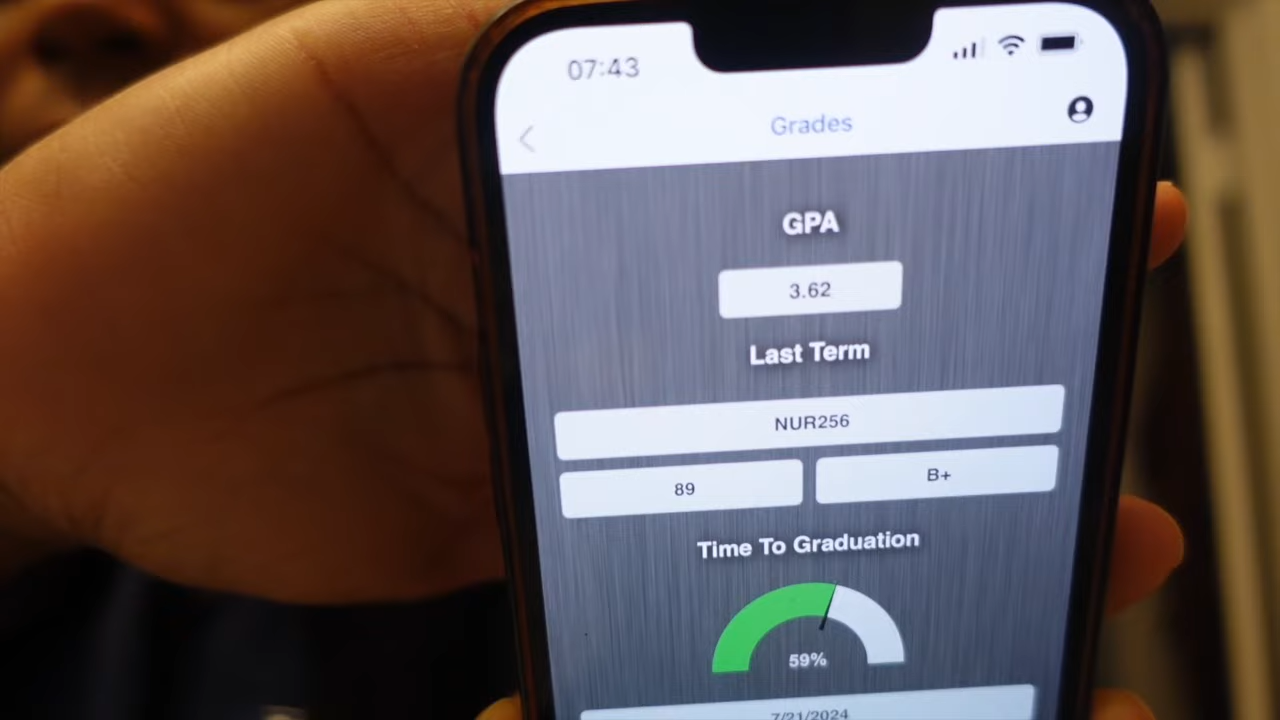 07:43
Grades
GPA
3.62
Last Term
NUR256
89 B+
Time To Graduation
59%
7/21/2024